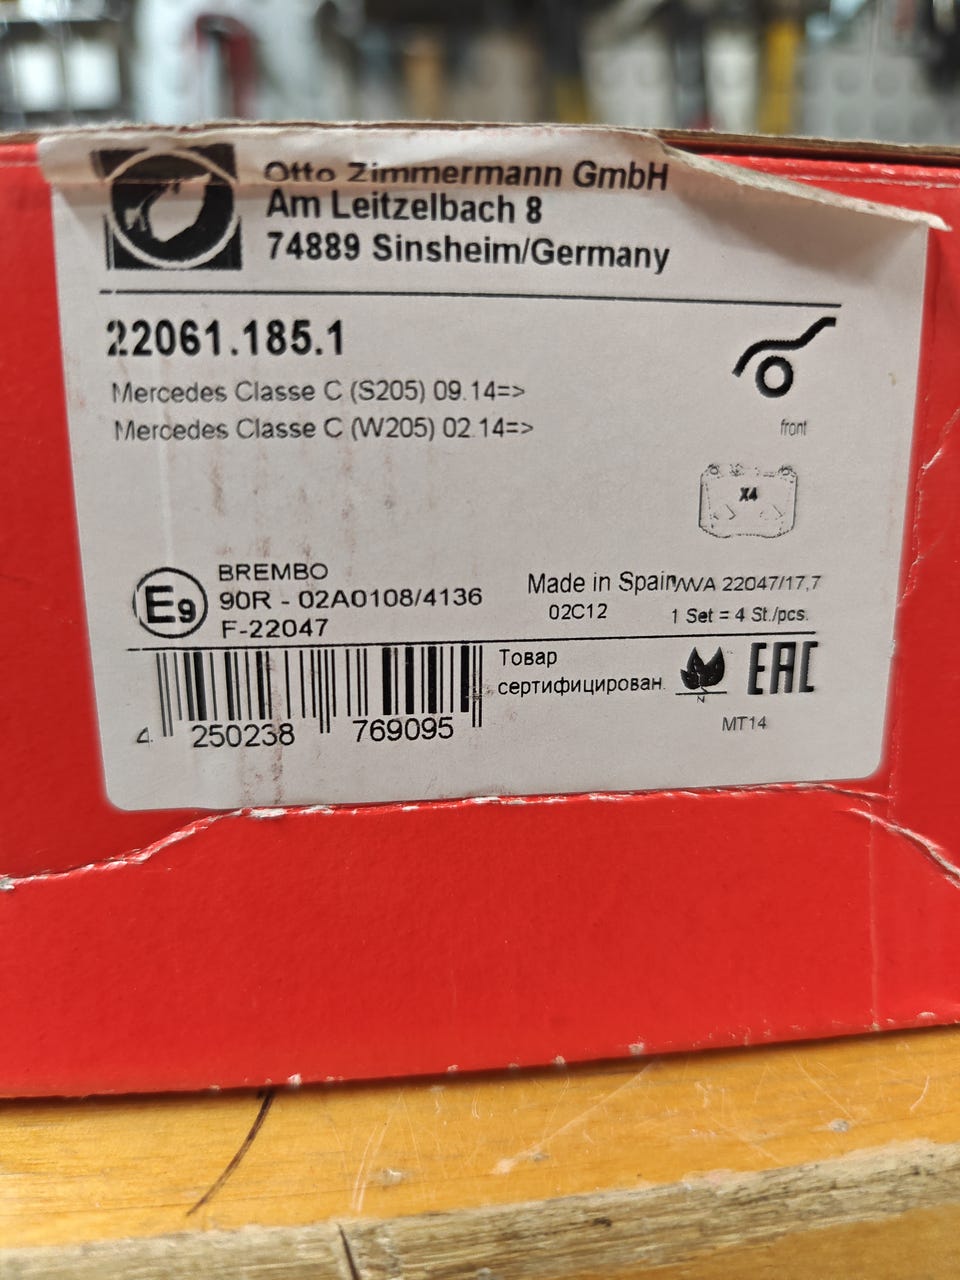 Otto Zimmermann GmbH
Am Leitzelbach 8
74889 Sinsheim/Germany
22061.185.1
Mercedes Classe C (S205) 09.14=>
Mercedes Classe C (W205) 02.14=>
front
X4
E9
BREMBO
90R - 02A0108/4136
F-22047
Made in Spain
WVA 22047/17,7
02C12
1 Set = 4 St./pcs.
Товар
сертифицирован.
N
EAC
MT14
4 250238 769095